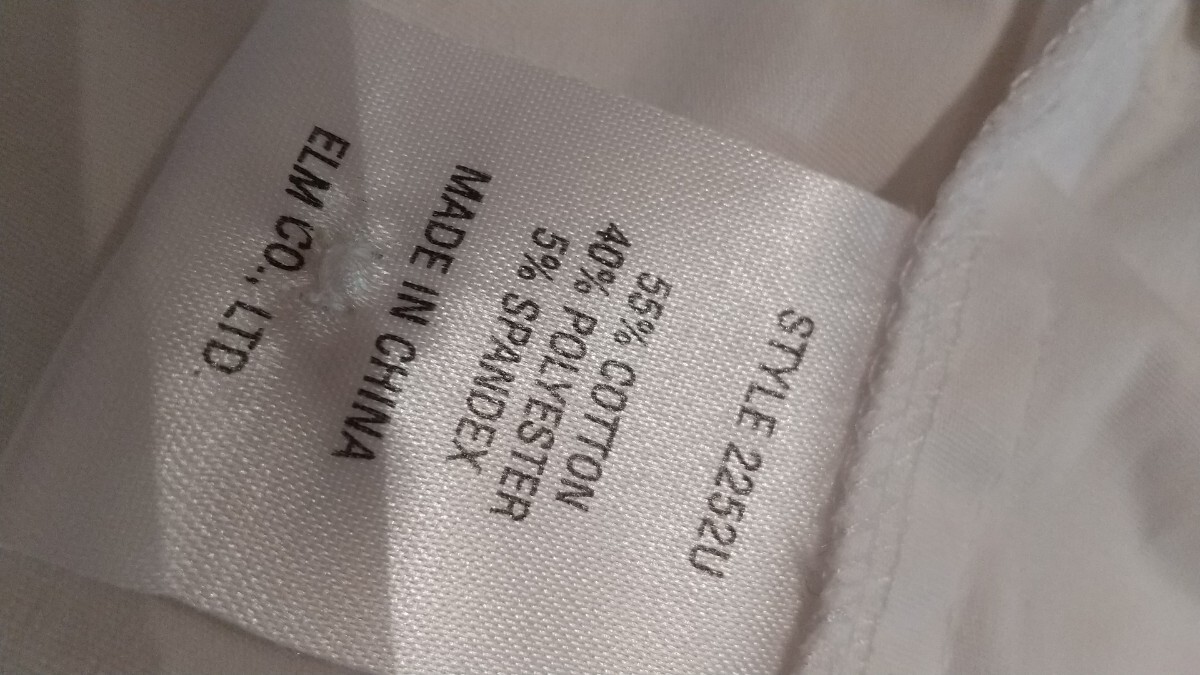 STYLE 2252U
55% COTTON
40% POLYESTER
5% SPANDEX
MADE IN CHINA
ELM CO., LTD.